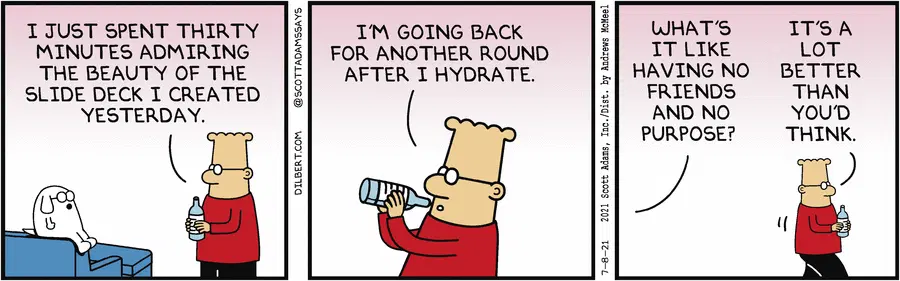 I JUST SPENT THIRTY
MINUTES ADMIRING
THE BEAUTY OF THE
SLIDE DECK I CREATED
YESTERDAY.
DILBERT.COM @SCOTTADAMSSAYS
I'M GOING BACK
FOR ANOTHER ROUND
AFTER I HYDRATE.
7-8-21 2021 Scott Adams, Inc./Dist. by Andrews McMeel
WHAT'S
IT LIKE
HAVING NO
FRIENDS
AND NO
PURPOSE?
IT'S A
LOT
BETTER
THAN
YOU'D
THINK.